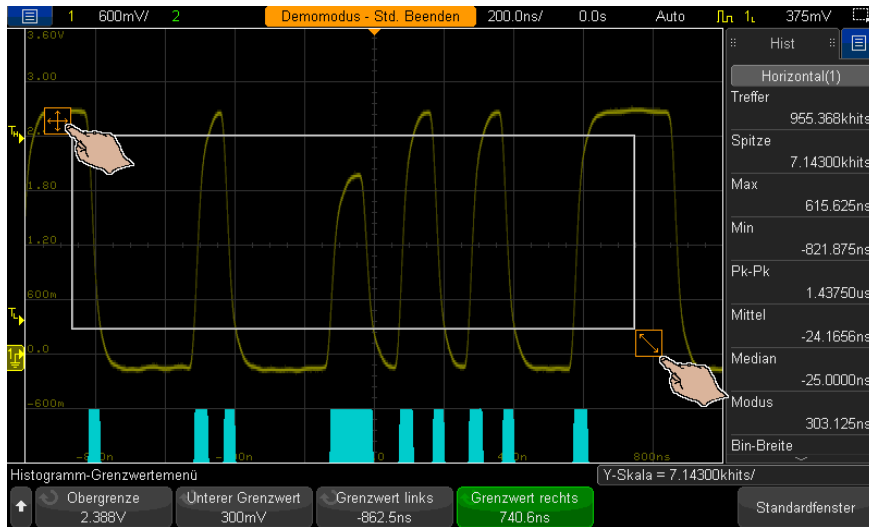 1 600mV/ 2 Demomodus - Std. Beenden 200.0ns/ 0.0s Auto 1L 375mV
3.60V
Hist
3.00
Horizontal(1)
Treffer
955.368khits
TH
Spitze
7.14300khits
1.80
Max
615.625ns
1.20
Min
-821.875ns
Pk-Pk
600m
1.43750us
TL
Mittel
-24.1656ns
0.0
Median
-25.0000ns
-600m
Modus
303.125ns
Bin-Breite
800ns
Histogramm-Grenzwertemenü
Y-Skala = 7.14300khits/
Obergrenze Unterer Grenzwert Grenzwert links Grenzwert rechts
2.388V 300mV -862.5ns 740.6ns
Standardfenster